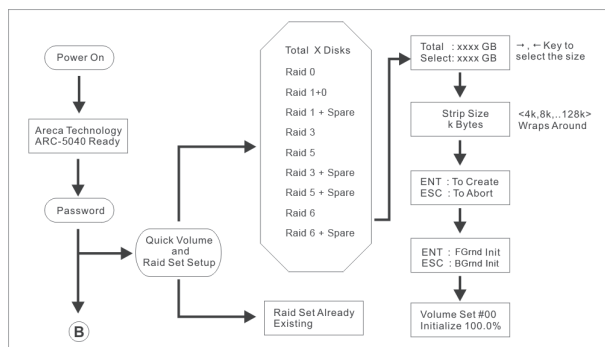 Power On
Areca Technology
ARC-5040 Ready
Password
B
Quick Volume
and
Raid Set Setup
Total X Disks
Raid 0
Raid 1+0
Raid 1 + Spare
Raid 3
Raid 5
Raid 3 + Spare
Raid 5 + Spare
Raid 6
Raid 6 + Spare
Raid Set Already
Existing
Total : xxxx GB
Select: xxxx GB
→ , ← Key to
select the size
Strip Size
k Bytes
<4k,8k,..128k>
Wraps Around
ENT : To Create
ESC : To Abort
ENT : FGrnd Init
ESC : BGrnd Init
Volume Set #00
Initialize 100.0%